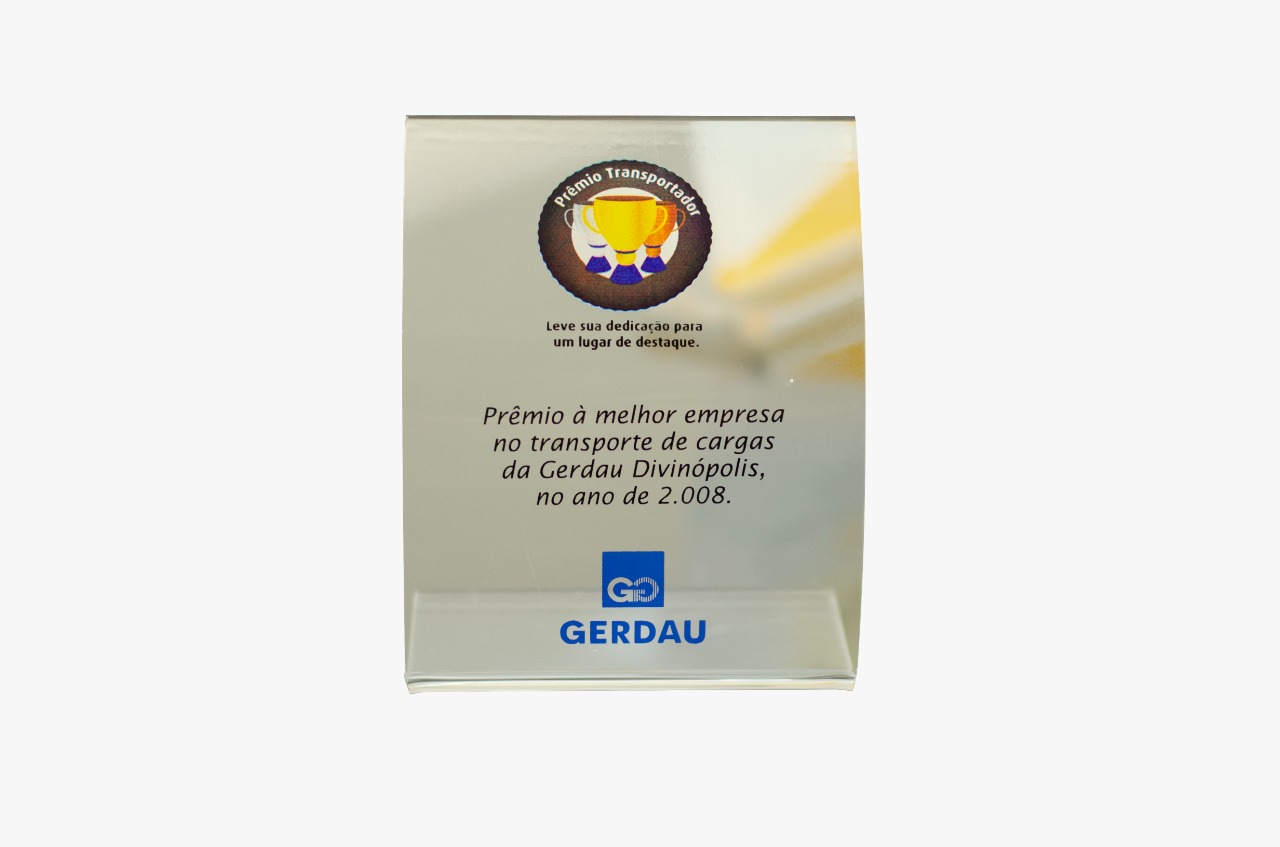 Prêmio Transportador
Leve sua dedicação para
um lugar de destaque.
Prêmio à melhor empresa
no transporte de cargas
da Gerdau Divinópolis,
no ano de 2.008.
GG
GERDAU